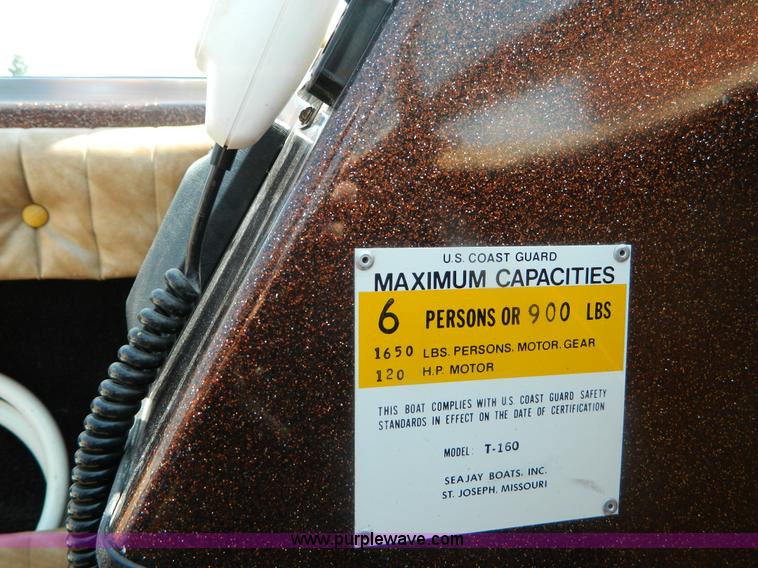 U.S. COAST GUARD
MAXIMUM CAPACITIES
6 PERSONS OR 900 LBS
1650 LBS. PERSONS, MOTOR, GEAR
120 H.P. MOTOR
THIS BOAT COMPLIES WITH U.S. COAST GUARD SAFETY
STANDARDS IN EFFECT ON THE DATE OF CERTIFICATION
MODEL: T-160
SEAJAY BOATS, INC.
ST. JOSEPH, MISSOURI
www.purplewave.com